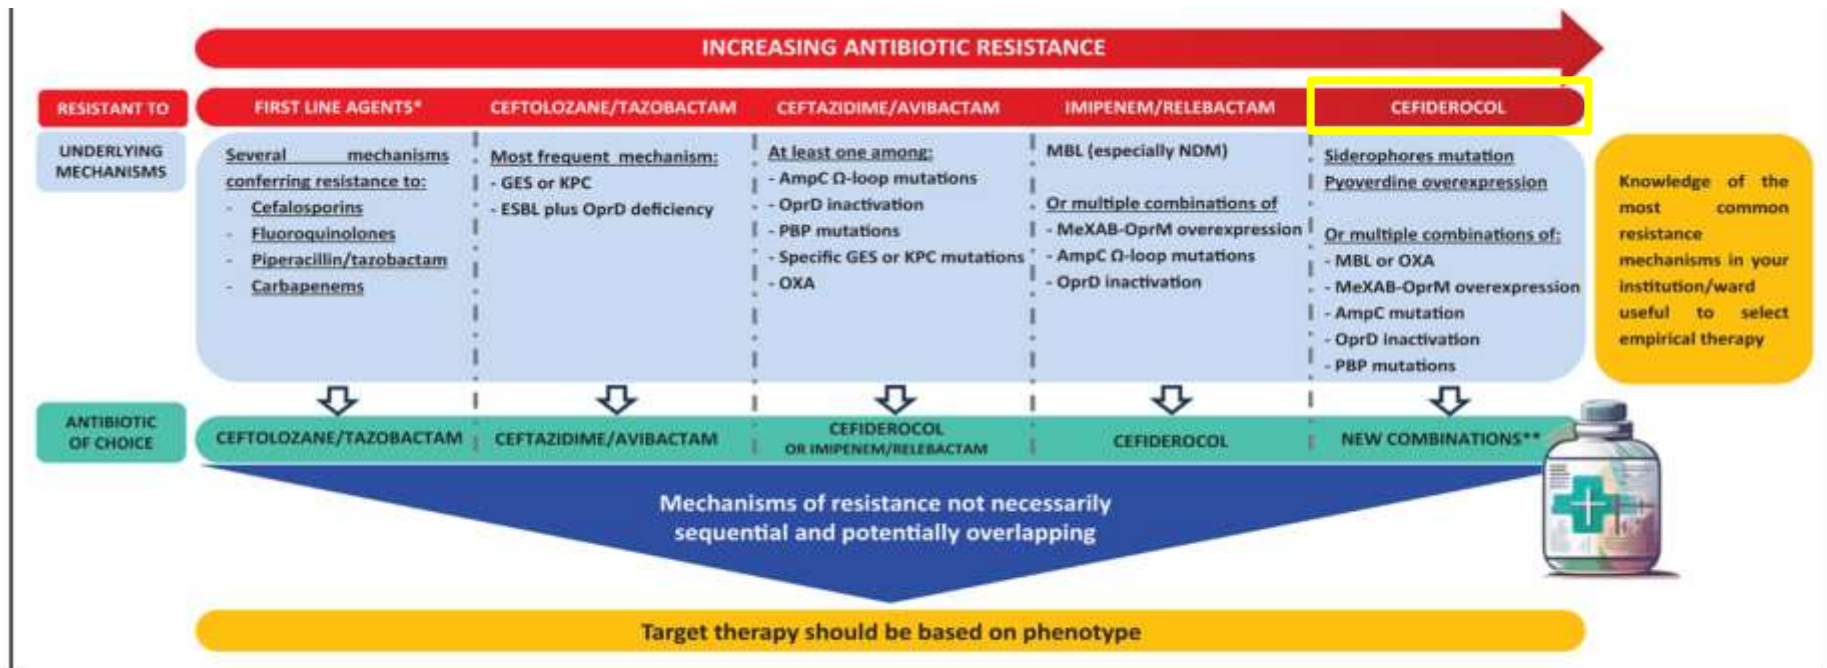 INCREASING ANTIBIOTIC RESISTANCE
RESISTANT TO
FIRST LINE AGENTS*
CEFTOLOZANE/TAZOBACTAM
CEFTAZIDIME/AVIBACTAM
IMIPENEM/RELEBACTAM
CEFIDEROCOL
UNDERLYING
MECHANISMS
Several mechanisms
conferring resistance to:
- Cefalosporins
- Fluoroquinolones
- Piperacillin/tazobactam
- Carbapenems
Most frequent mechanism:
- GES or KPC
- ESBL plus OprD deficiency
At least one among:
- AmpC Ω-loop mutations
- OprD inactivation
- PBP mutations
- Specific GES or KPC mutations
- OXA
MBL (especially NDM)
Or multiple combinations of
- MeXAB-OprM overexpression
- AmpC Ω-loop mutations
- OprD inactivation
Siderophores mutation
Pyoverdine overexpression
Or multiple combinations of:
- MBL or OXA
- MeXAB-OprM overexpression
- AmpC mutation
- OprD inactivation
- PBP mutations
Knowledge of the
most common
resistance
mechanisms in your
institution/ward
useful to select
empirical therapy
ANTIBIOTIC
OF CHOICE
CEFTOLOZANE/TAZOBACTAM
CEFTAZIDIME/AVIBACTAM
CEFIDEROCOL
OR IMIPENEM/RELEBACTAM
CEFIDEROCOL
NEW COMBINATIONS**
Mechanisms of resistance not necessarily
sequential and potentially overlapping
Target therapy should be based on phenotype